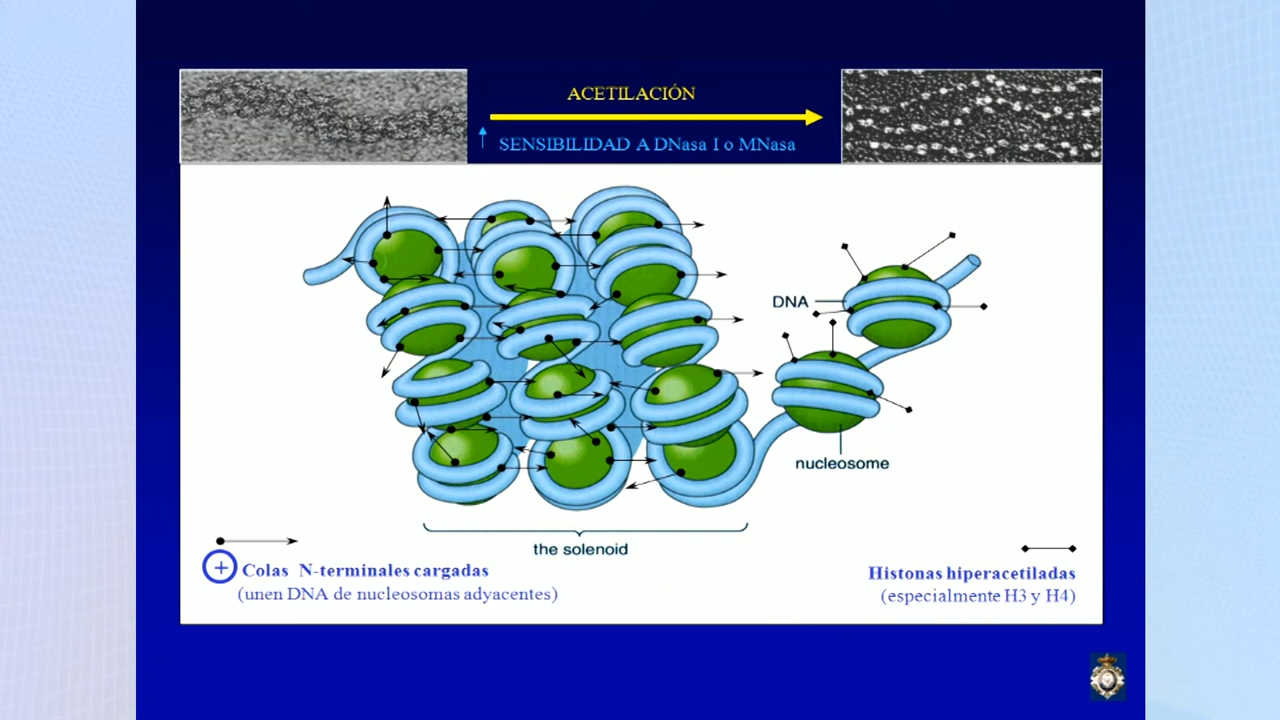 ACETILACIÓN
SENSIBILIDAD A DNasa I o MNasa
DNA
nucleosome
the solenoid
+ Colas N-terminales cargadas
(unen DNA de nucleosomas adyacentes)
Histonas hiperacetiladas
(especialmente H3 y H4)